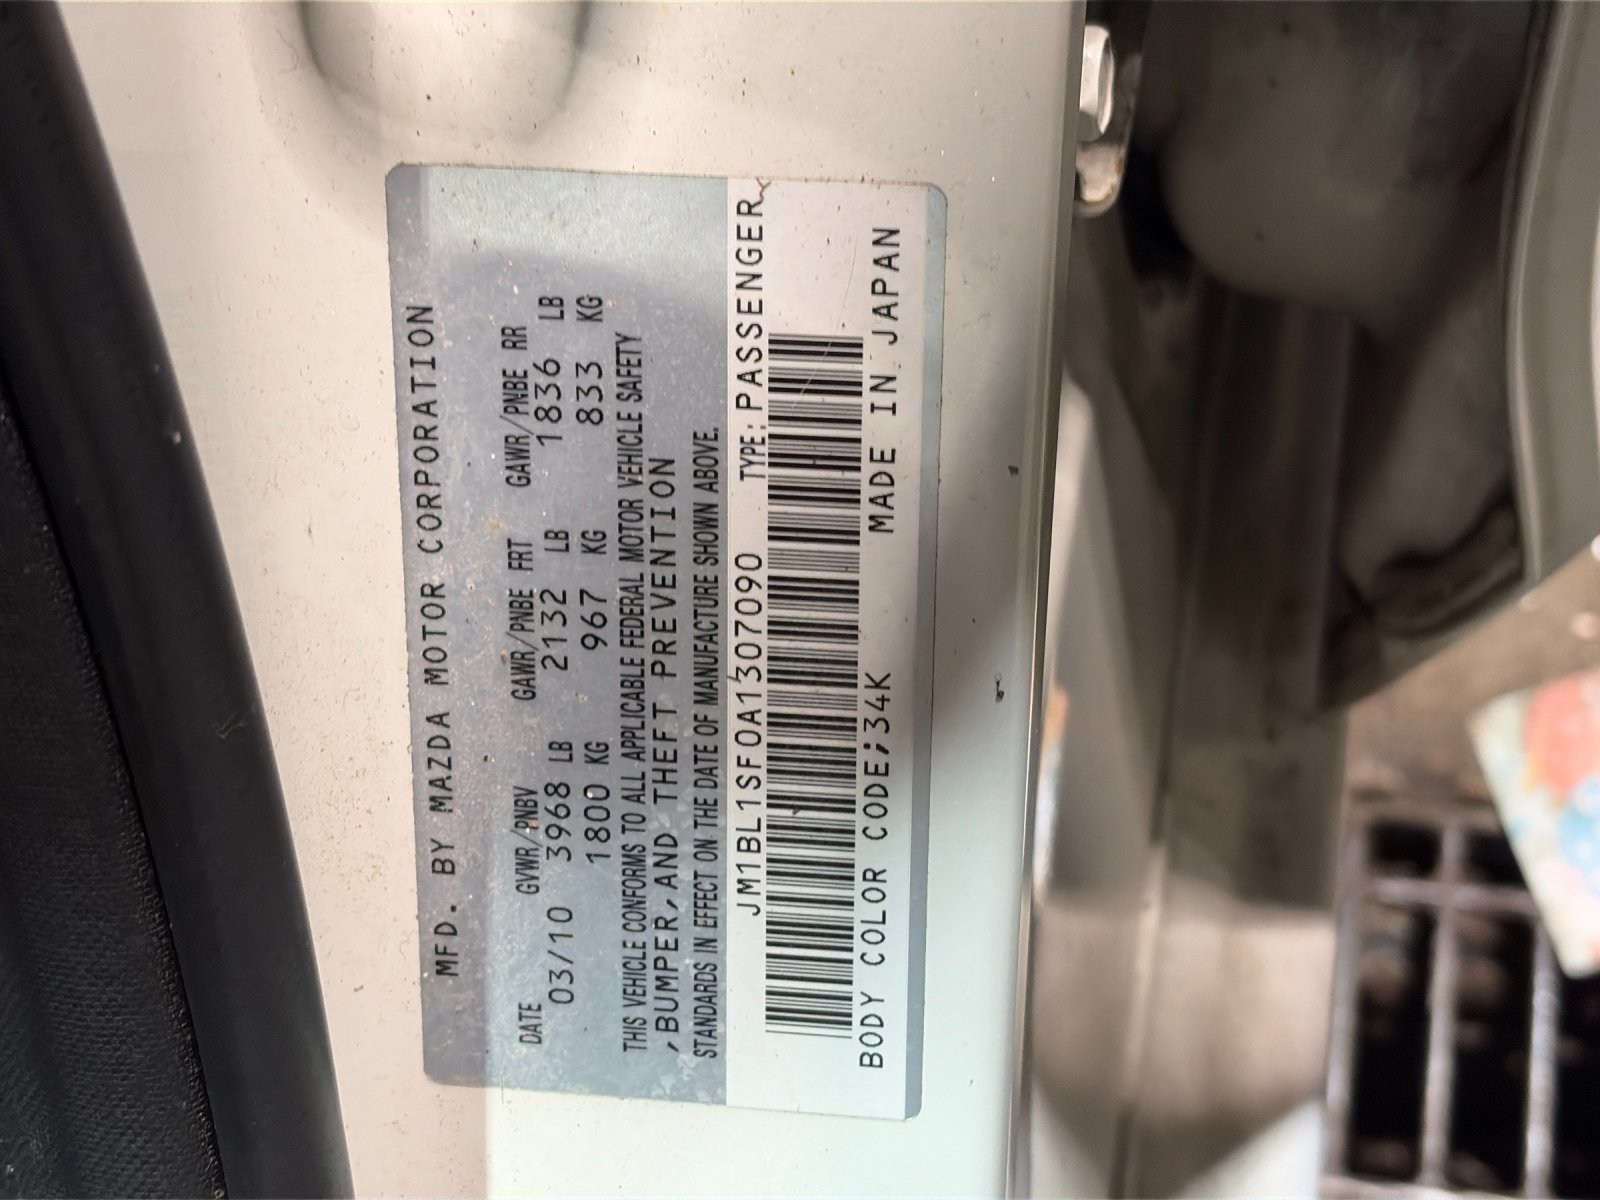 MFD. BY MAZDA MOTOR CORPORATION
DATE GVWR/PNBV GAWR/PNBE FRT GAWR/PNBE RR
03/10 3968 LB 2132 LB 1836 LB
1800 KG 967 KG 833 KG
THIS VEHICLE CONFORMS TO ALL APPLICABLE FEDERAL MOTOR VEHICLE SAFETY
,BUMPER,AND THEFT PREVENTION
STANDARDS IN EFFECT ON THE DATE OF MANUFACTURE SHOWN ABOVE.
JM1BL1SF0A1307090 TYPE:PASSENGER
BODY COLOR CODE;34K MADE IN JAPAN